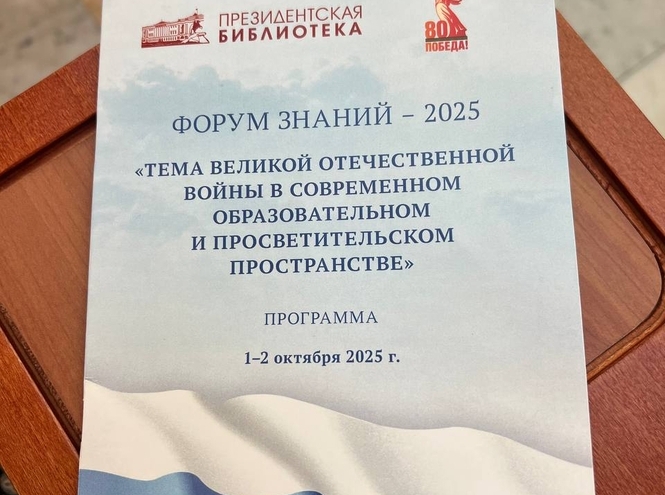 ПРЕЗИДЕНТСКАЯ
БИБЛИОТЕКА
80
ПОБЕДА!
ФОРУМ ЗНАНИЙ – 2025
«ТЕМА ВЕЛИКОЙ ОТЕЧЕСТВЕННОЙ
ВОЙНЫ В СОВРЕМЕННОМ
ОБРАЗОВАТЕЛЬНОМ
И ПРОСВЕТИТЕЛЬСКОМ
ПРОСТРАНСТВЕ»
ПРОГРАММА
1–2 октября 2025 г.